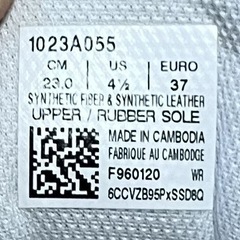 1023A055
CM US EURO
23.0 4½ 37
SYNTHETIC FIBER & SYNTHETIC LEATHER
UPPER / RUBBER SOLE
MADE IN CAMBODIA
FABRIQUE AU CAMBODGE
F960120 WR
6CCVZB95PxSSD6Q